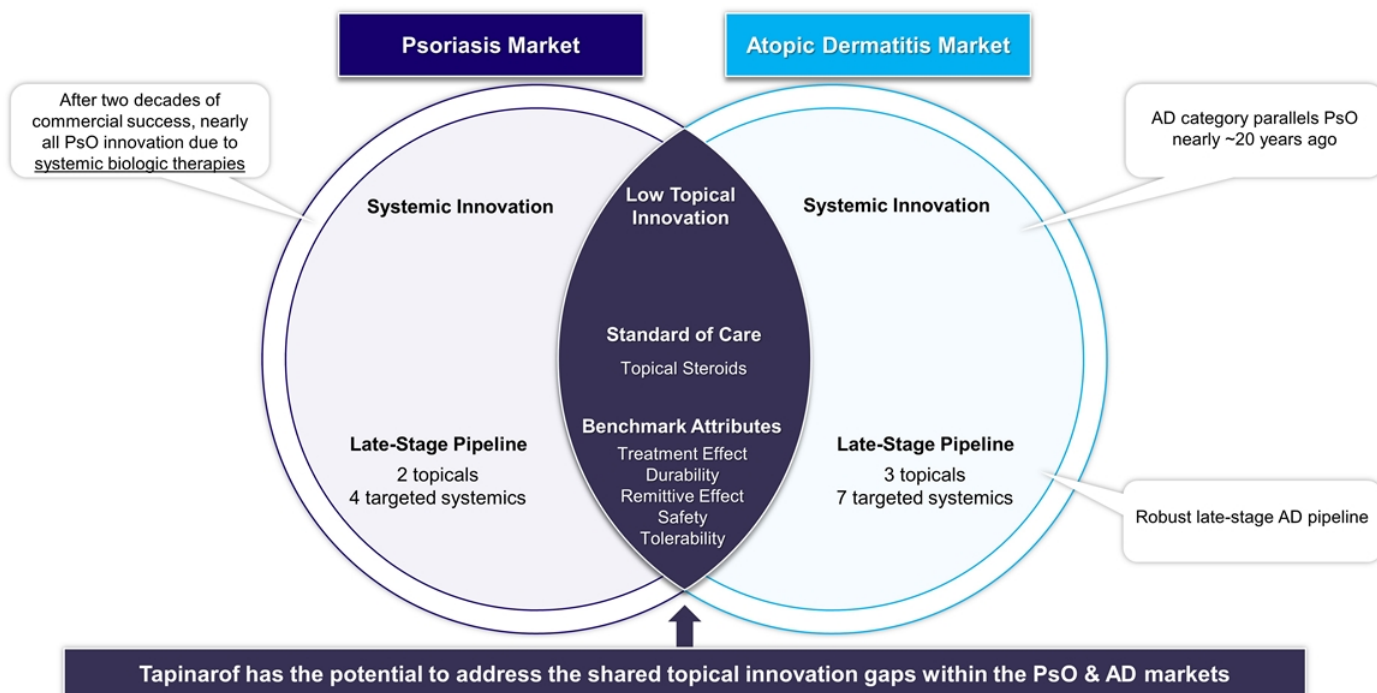 Psoriasis Market
Atopic Dermatitis Market
After two decades of
commercial success, nearly
all PsO innovation due to
systemic biologic therapies
AD category parallels PsO
nearly ~20 years ago
Systemic Innovation
Low Topical
Innovation
Systemic Innovation
Standard of Care
Topical Steroids
Benchmark Attributes
Treatment Effect
Durability
Remittive Effect
Safety
Tolerability
Late-Stage Pipeline
2 topicals
4 targeted systemics
Late-Stage Pipeline
3 topicals
7 targeted systemics
Robust late-stage AD pipeline
Tapinarof has the potential to address the shared topical innovation gaps within the PsO & AD markets